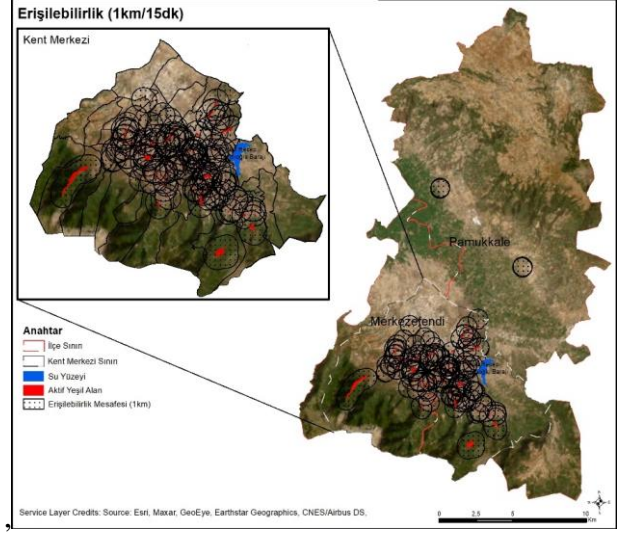 Erişilebilirlik (1km/15dk)
Kent Merkezi
Pamukkale
Merkezefendi
Anahtar
İlçe Sınırı
Kent Merkezi Sınırı
Su Yüzeyi
Aktif Yeşil Alan
Erişilebilirlik Mesafesi (1km)
Service Layer Credits: Source: Esri, Maxar, GeoEye, Earthstar Geographics, CNES/Airbus DS,
0 2,5 5 10
Km
,